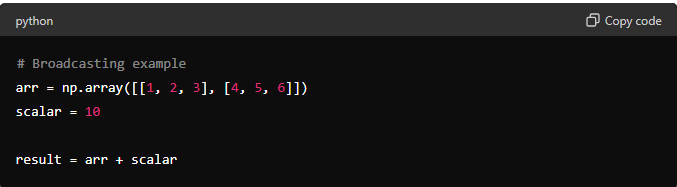 python
Copy code
# Broadcasting example
arr = np.array([[1, 2, 3], [4, 5, 6]])
scalar = 10
result = arr + scalar